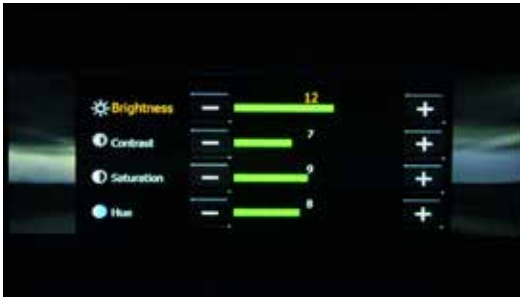 Brightness − 12 +
Contrast − 7 +
Saturation − 9 +
Hue − 8 +